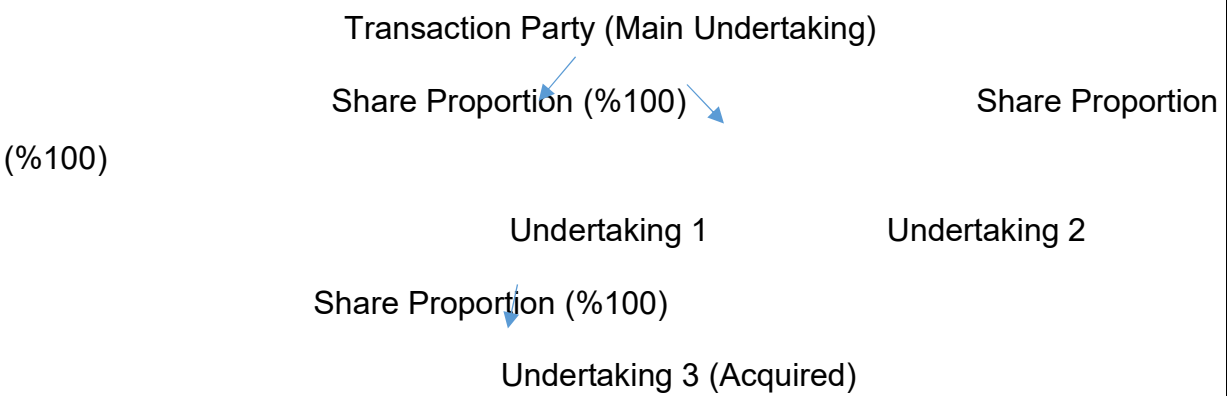 Transaction Party (Main Undertaking)
Share Proportion (%100) Share Proportion
(%100)
Undertaking 1 Undertaking 2
Share Proportion (%100)
Undertaking 3 (Acquired)